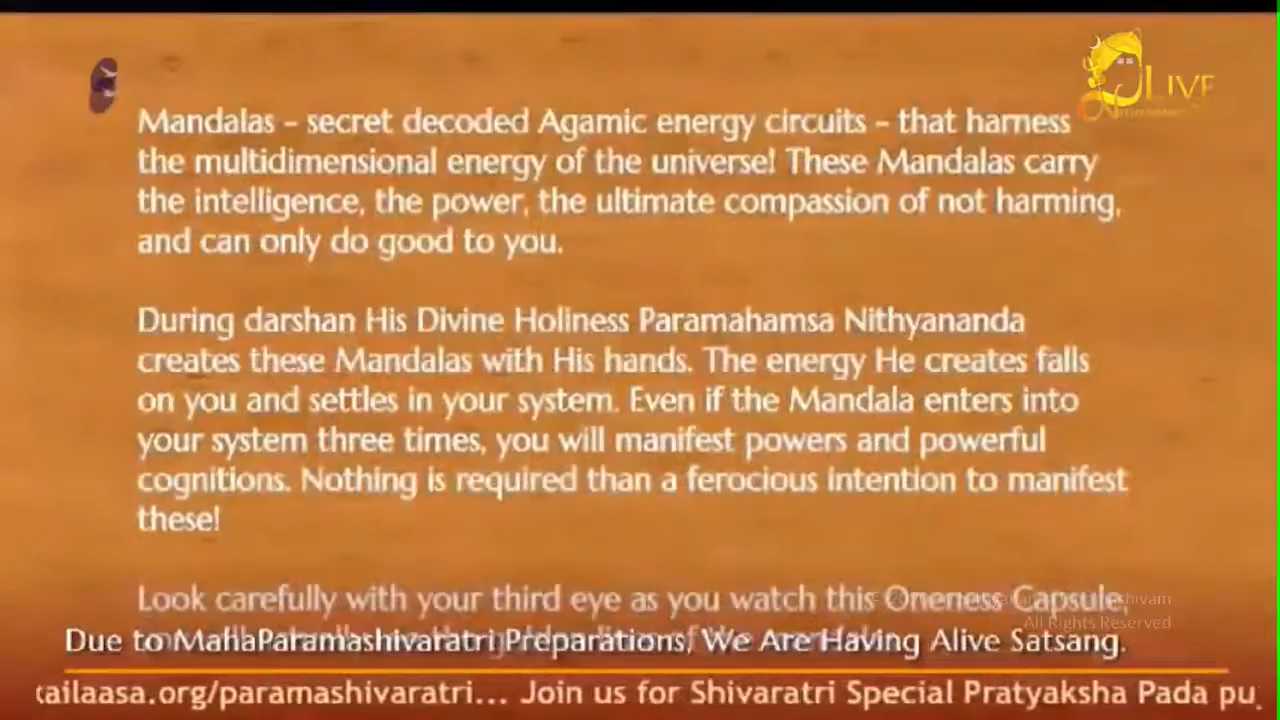 LIVE
Mandalas - secret decoded Agamic energy circuits - that harness
the multidimensional energy of the universe! These Mandalas carry
the intelligence, the power, the ultimate compassion of not harming,
and can only do good to you.
During darshan His Divine Holiness Paramahamsa Nithyananda
creates these Mandalas with His hands. The energy He creates falls
on you and settles in your system. Even if the Mandala enters into
your system three times, you will manifest powers and powerful
cognitions. Nothing is required than a ferocious intention to manifest
these!
Look carefully with your third eye as you watch this Oneness Capsule,
All Rights Reserved
Due to MahaParamashivaratri Preparations, We Are Having Alive Satsang.
kailaasa.org/paramashivaratri... Join us for Shivaratri Special Pratyaksha Pada pu